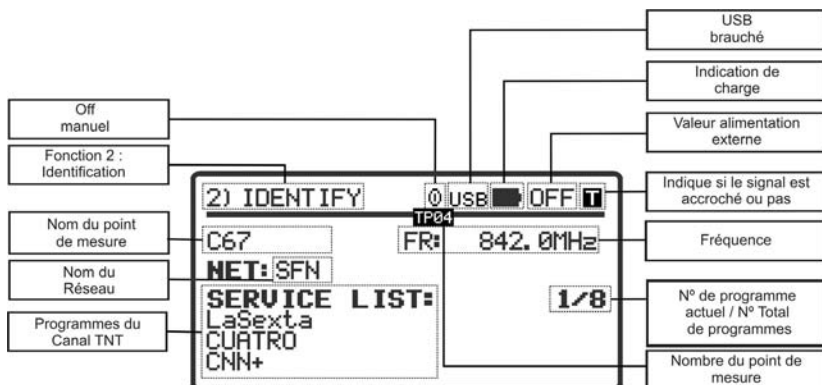 USB
brauché
Indication de
charge
Off
manuel
Valeur alimentation
externe
Fonction 2 :
Identification
Indique si le signal est
accroché ou pas
2) IDENTIFY 0 USB OFF T
TP04
Nom du point
de mesure
C67 FR: 842.0MHz
Fréquence
Nom du
Réseau
NET: SFN
SERVICE LIST: 1/8
LaSexta
CUATRO
CNN+
Nº de programme
actuel / Nº Total
de programmes
Programmes du
Canal TNT
Nombre du point de
mesure